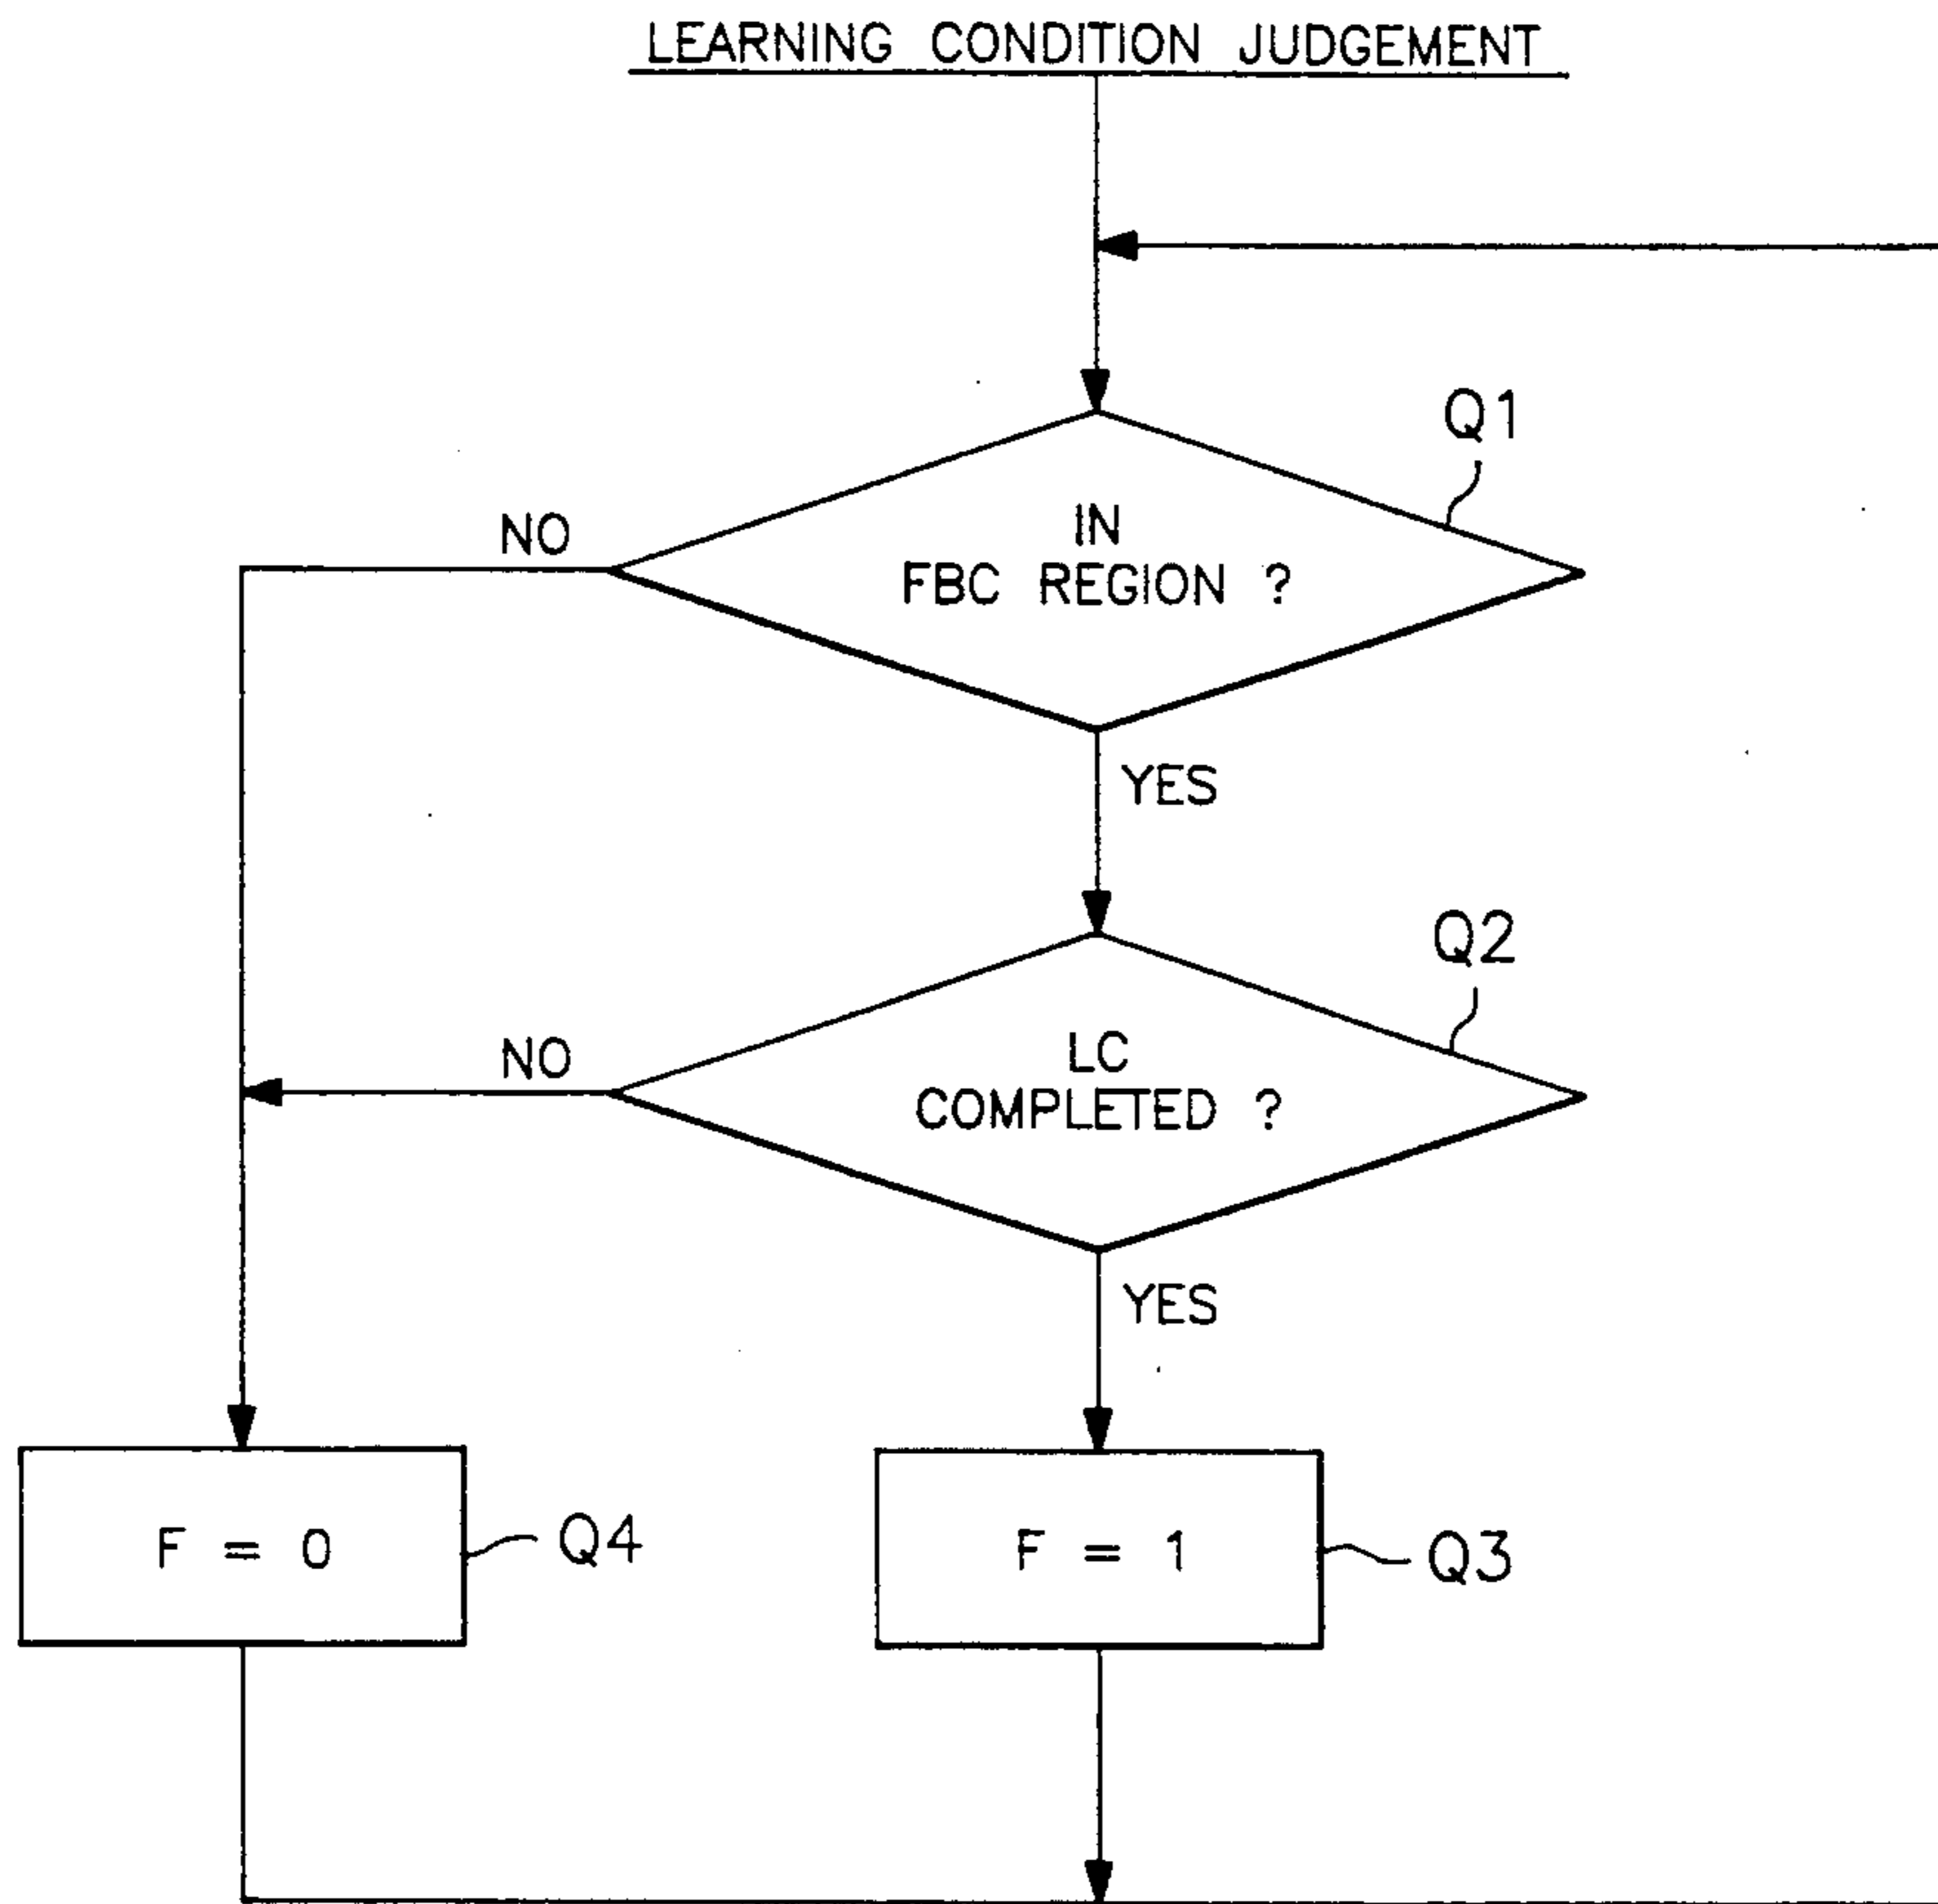 LEARNING CONDITION JUDGEMENT
Q1
IN
FBC REGION ?
NO
YES
Q2
LC
COMPLETED ?
NO
YES
F = 0
Q4
F = 1
Q3